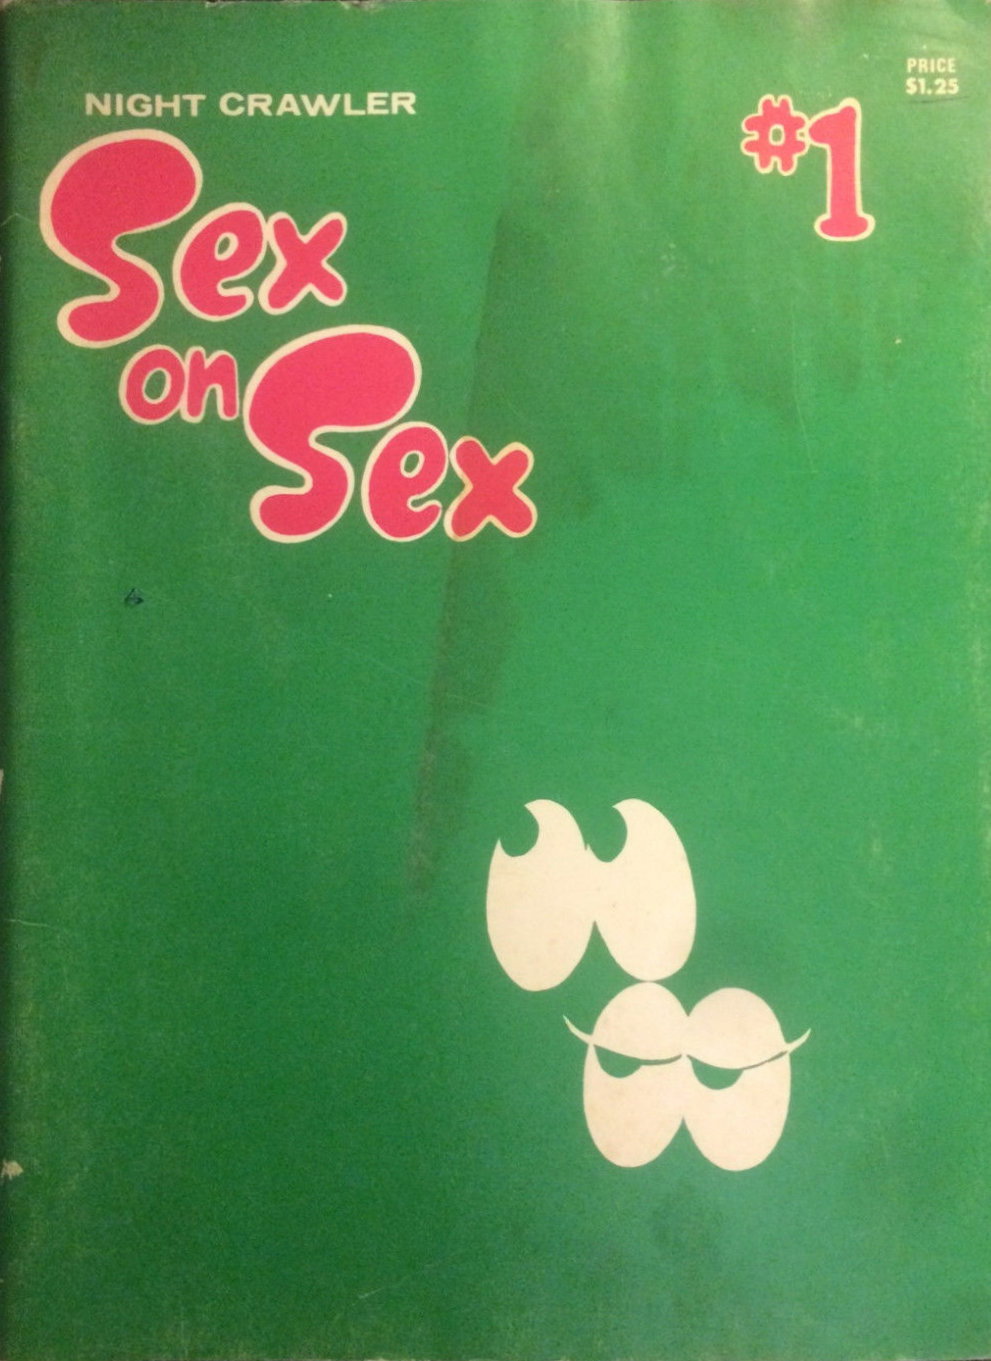 NIGHT CRAWLER
Sex
on Sex
#1
PRICE
$1.25